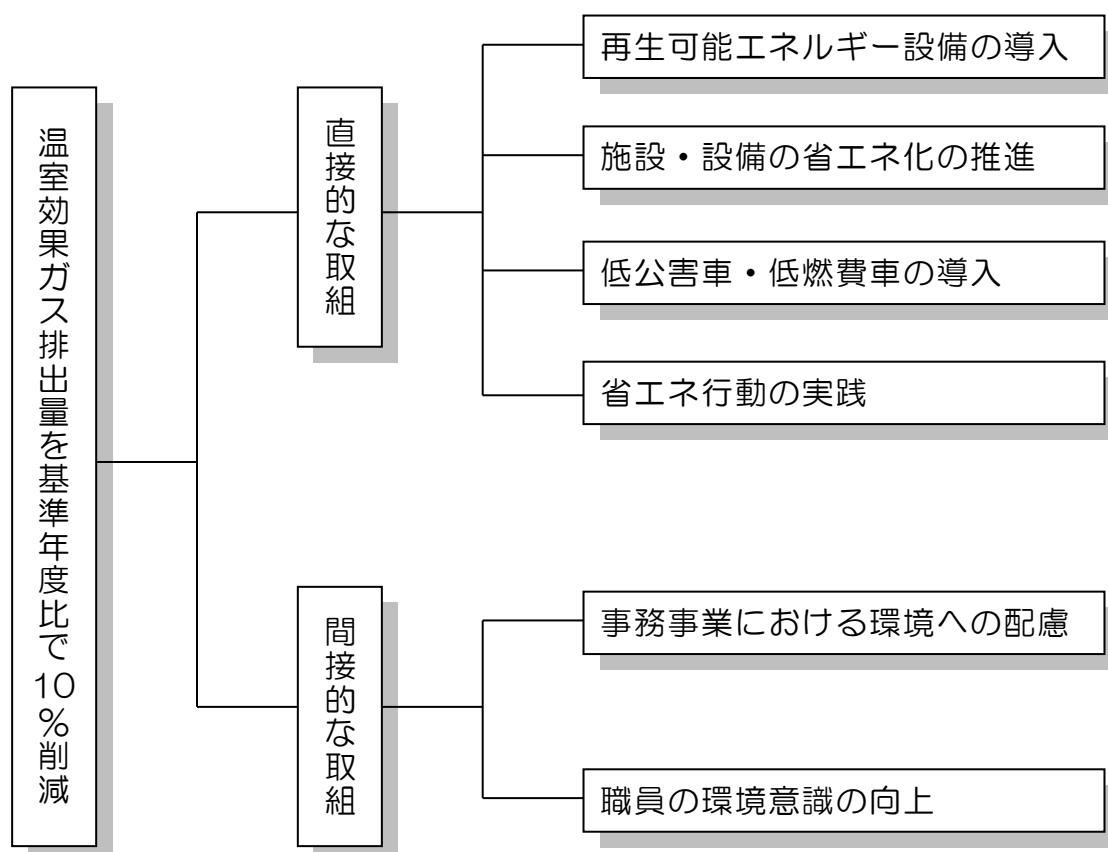 温室効果ガス排出量を基準年度比で10%削減
直接的な取組
再生可能エネルギー設備の導入
施設・設備の省エネ化の推進
低公害車・低燃費車の導入
省エネ行動の実践
間接的な取組
事務事業における環境への配慮
職員の環境意識の向上